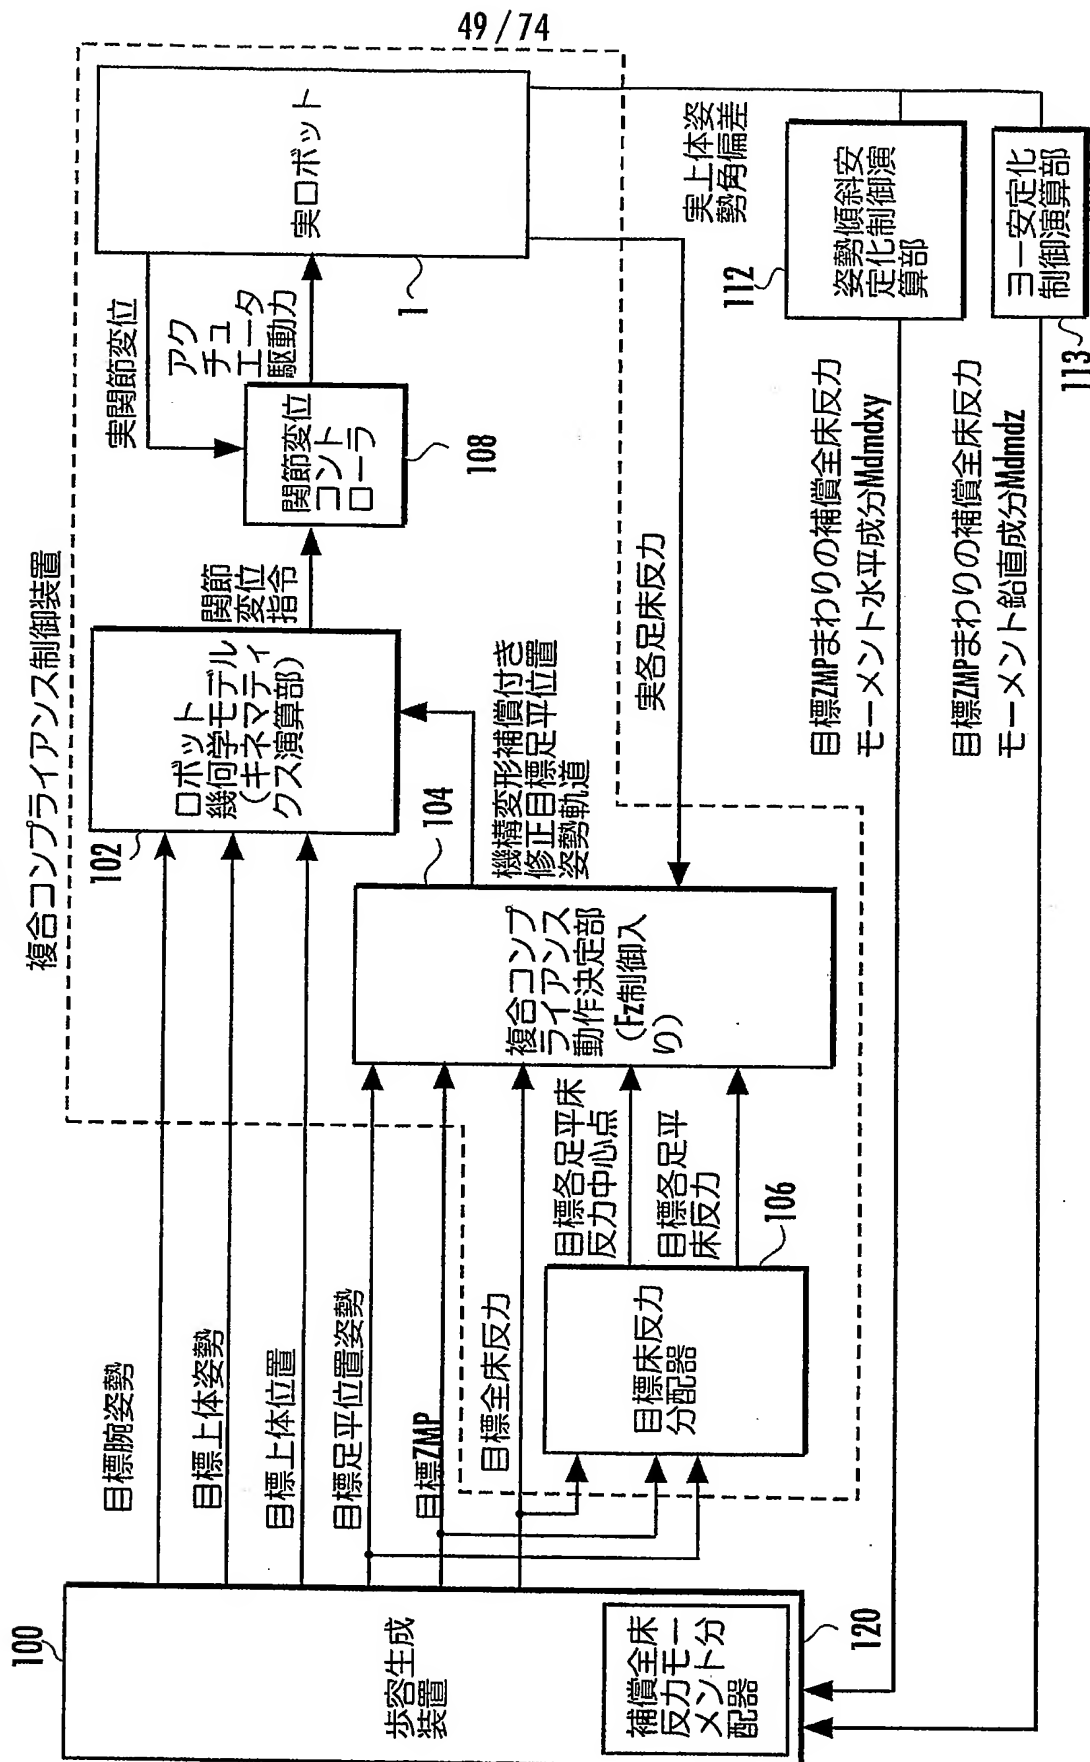 49/74
複合コンプライアンス制御装置
100
歩容生成
装置
補償全床
反力モー
メント分
配器
120
目標腕姿勢
目標上体姿勢
目標上体位置
目標足平位置姿勢
目標ZMP
目標全床反力
目標床反力
分配器
106
目標各足平床
反力中心点
目標各足平
床反力
102
ロボット
幾何学モデル
(キネマティ
クス演算部)
104
複合コンプ
ライアンス
動作決定部
(Fz制御入
り)
機構変形補償付き
修正目標足平位置
姿勢軌道
関節
変位
指令
関節変位
コント
ローラ
108
実関節変位
アク
チュ
エータ
駆動力
実ロボット
1
実各足床反力
実上体姿
勢角偏差
112
姿勢傾斜安
定化制御演
算部
ヨー安定化
制御演算部
113
目標ZMPまわりの補償全床反力
モーメント水平成分Mdmdxy
目標ZMPまわりの補償全床反力
モーメント鉛直成分Mdmdz